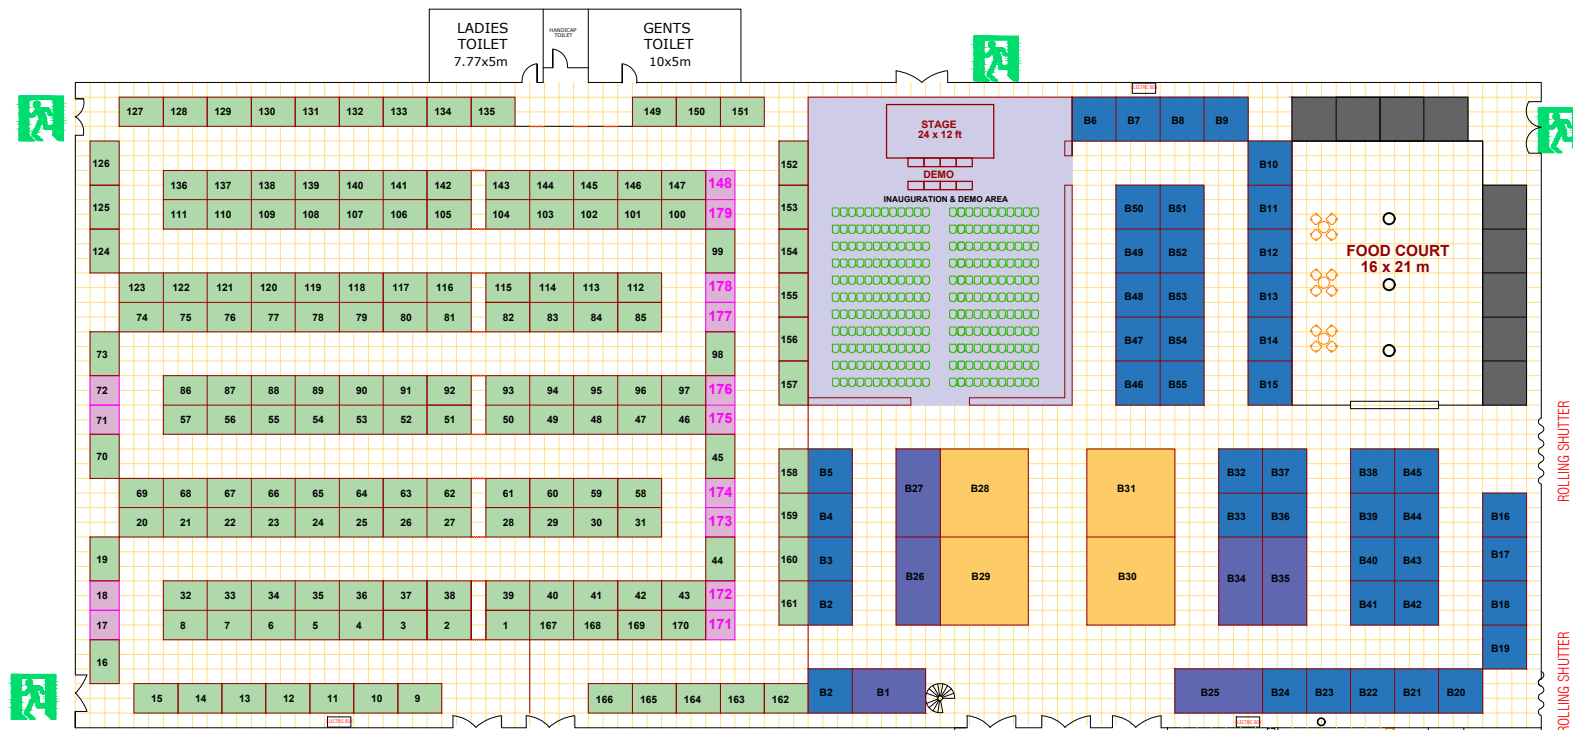 LADIES
TOILET
7.77x5m
HANDICAP
TOILET
GENTS
TOILET
10x5m
127 128 129 130 131 132 133 134 135
149 150 151
STAGE
24 x 12 ft
DEMO
INAUGURATION & DEMO AREA
B6 B7 B8 B9
ELECTRIC BOX
126
125
124
136 137 138 139 140 141 142 143 144 145 146 147 148
111 110 109 108 107 106 105 104 103 102 101 100 179
99
123 122 121 120 119 118 117 116 115 114 113 112 178
74 75 76 77 78 79 80 81 82 83 84 85 177
73
98
72 86 87 88 89 90 91 92 93 94 95 96 97 176
71 57 56 55 54 53 52 51 50 49 48 47 46 175
70
45
69 68 67 66 65 64 63 62 61 60 59 58 174
20 21 22 23 24 25 26 27 28 29 30 31 173
19
44
18 32 33 34 35 36 37 38 39 40 41 42 43 172
17 8 7 6 5 4 3 2 1 167 168 169 170 171
16
15 14 13 12 11 10 9
166 165 164 163 162
ELECTRIC BOX
152
153
154
155
156
157
158
159
160
161
B10
B11
B12
B13
B14
B15
B50 B51
B49 B52
B48 B53
B47 B54
B46 B55
FOOD COURT
16 x 21 m
B5
B4
B3
B2
B27
B26
B28
B29
B31
B30
B32 B37
B33 B36
B34 B35
B38 B45
B39 B44
B40 B43
B41 B42
B16
B17
B18
B19
B2 B1
B25 B24 B23 B22 B21 B20
ELECTRIC BOX
ROLLING SHUTTER
ROLLING SHUTTER